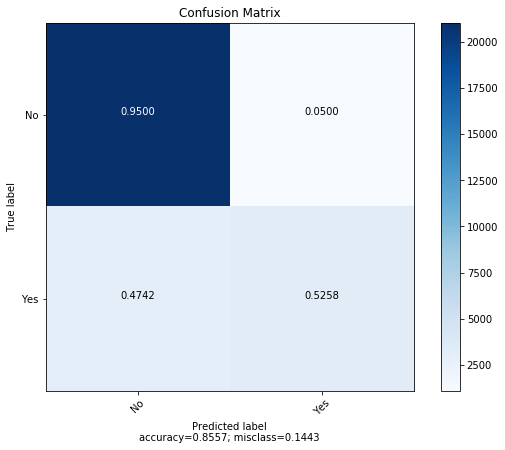 Confusion Matrix
No
0.9500
0.0500
Yes
0.4742
0.5258
True label
No
Yes
Predicted label
accuracy=0.8557; misclass=0.1443
20000
17500
15000
12500
10000
7500
5000
2500